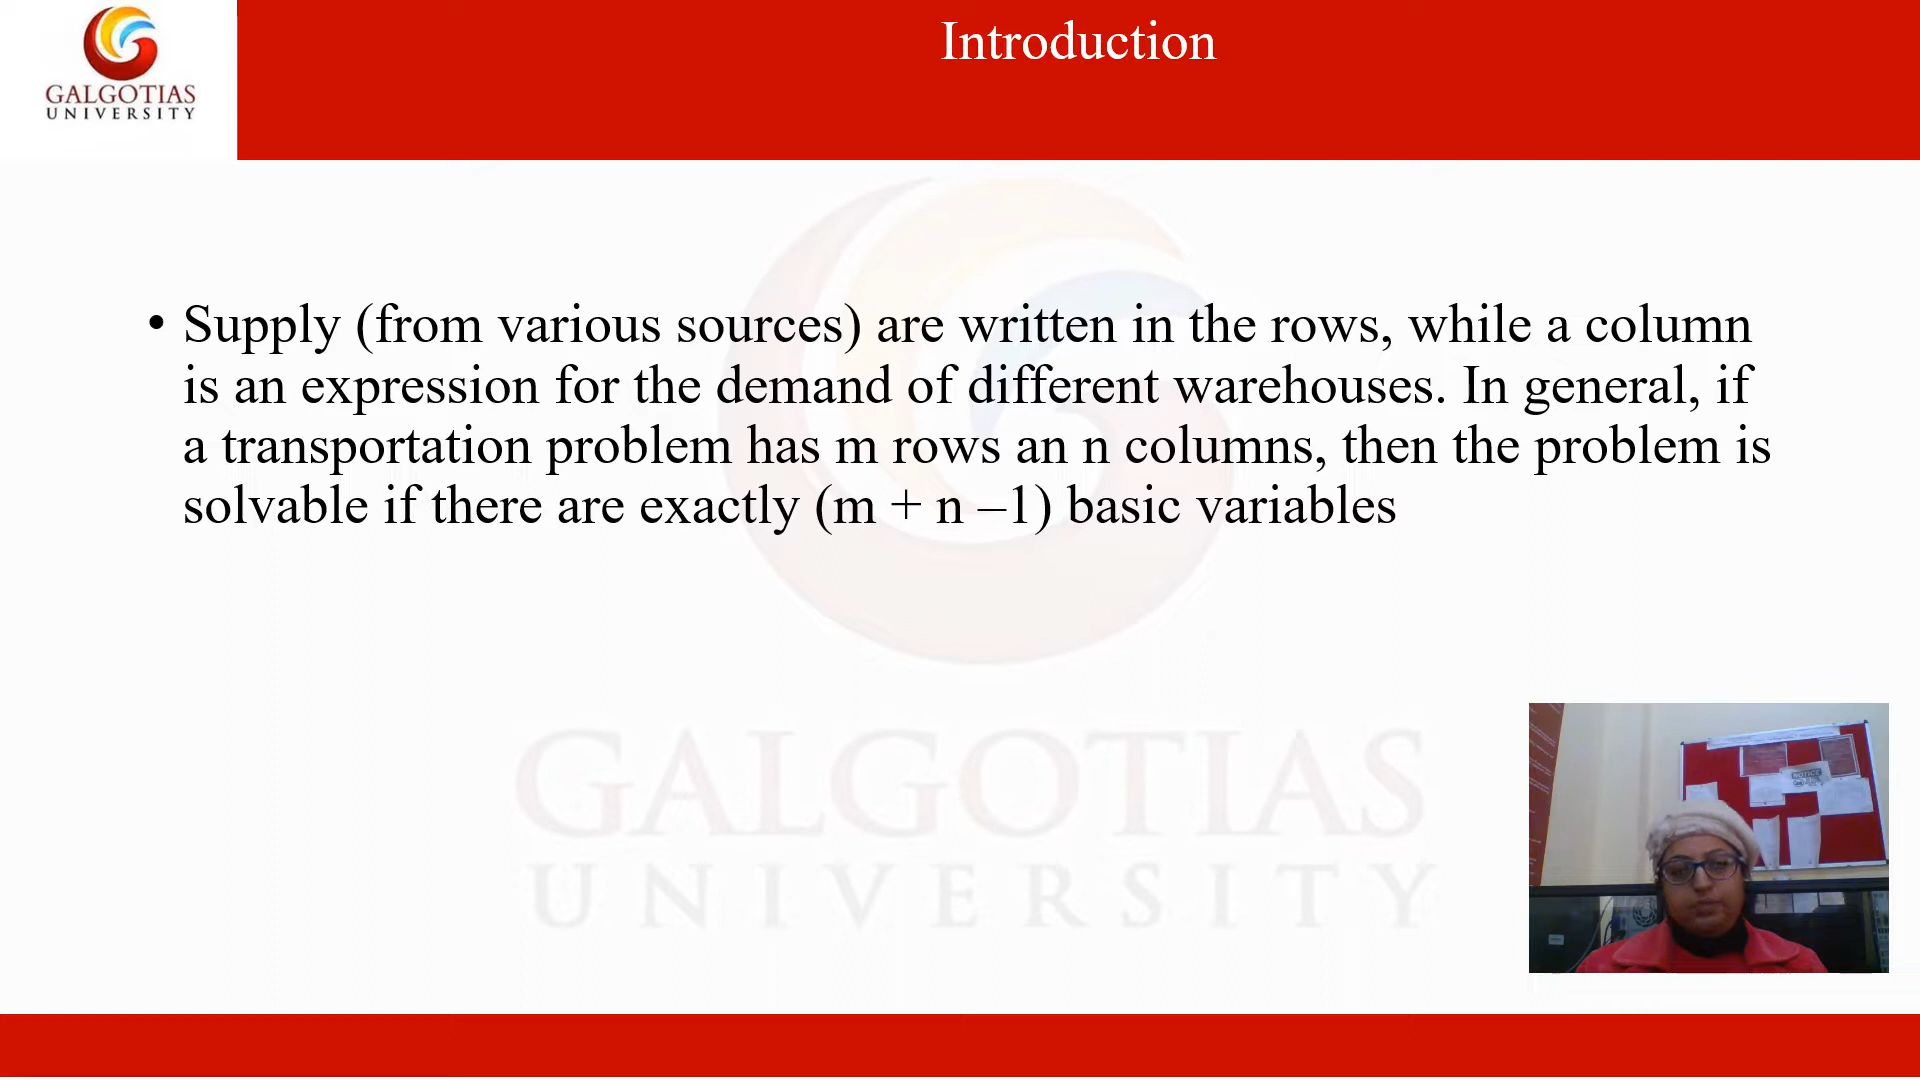 GALGOTIAS
UNIVERSITY
Introduction
• Supply (from various sources) are written in the rows, while a column
is an expression for the demand of different warehouses. In general, if
a transportation problem has m rows an n columns, then the problem is
solvable if there are exactly (m + n –1) basic variables
GALGOTIAS
UNIVERSITY
NOTICE